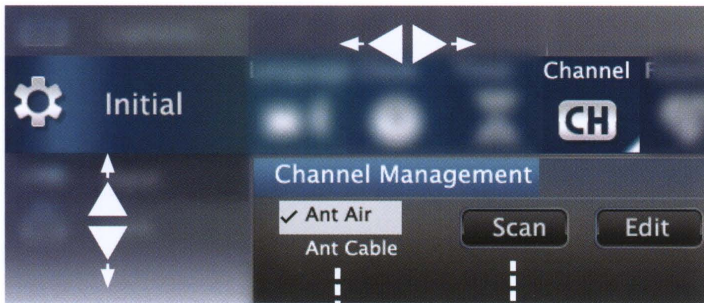 Channel
Initial
CH
Channel Management
✓ Ant Air
Scan
Edit
Ant Cable